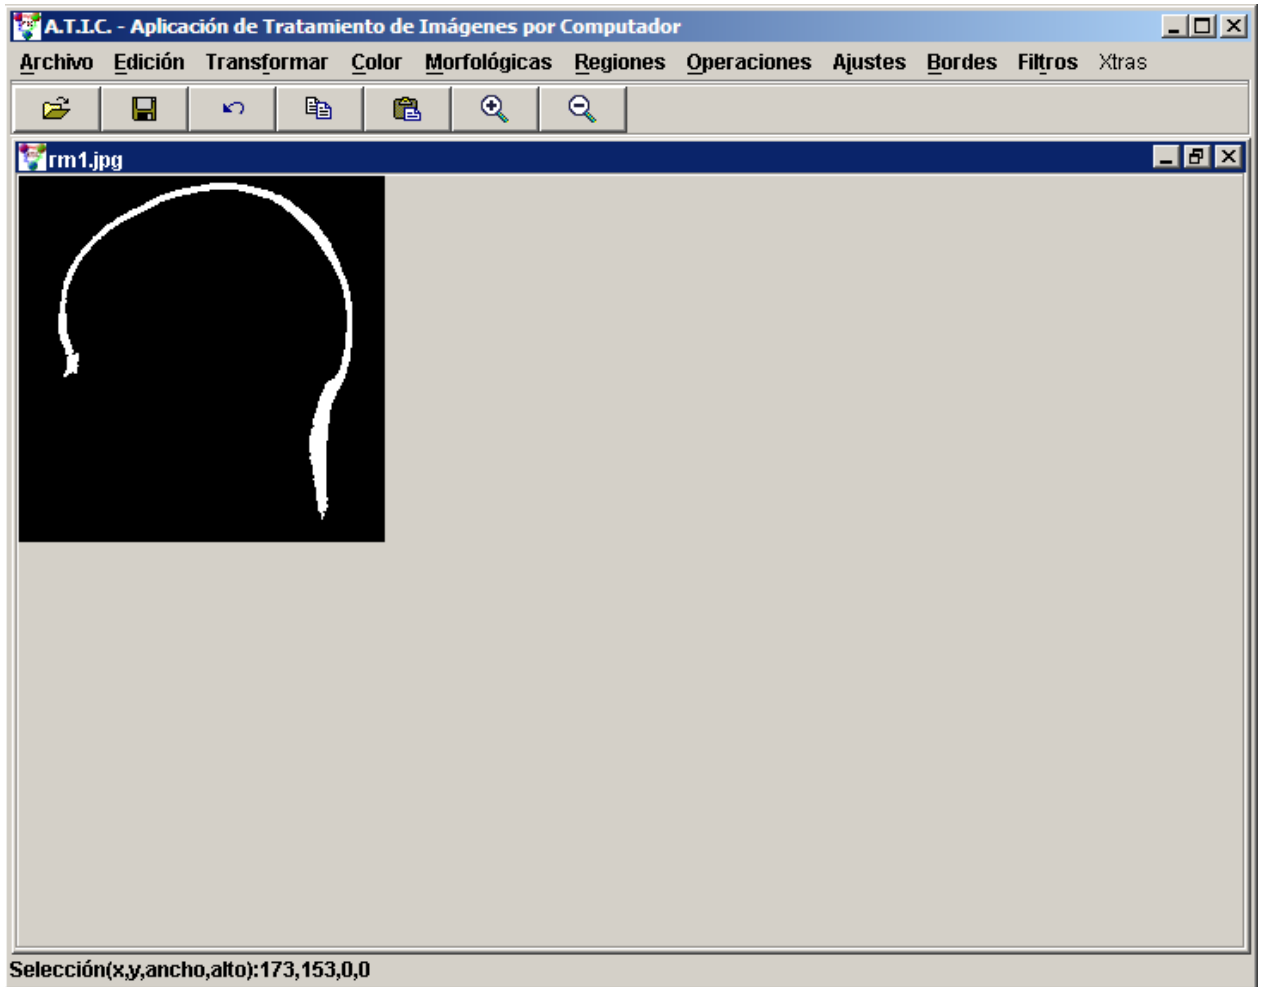 A.T.I.C. - Aplicación de Tratamiento de Imágenes por Computador
Archivo Edición Transformar Color Morfológicas Regiones Operaciones Ajustes Bordes Filtros Xtras
rm1.jpg
Selección(x,y,ancho,alto):173,153,0,0